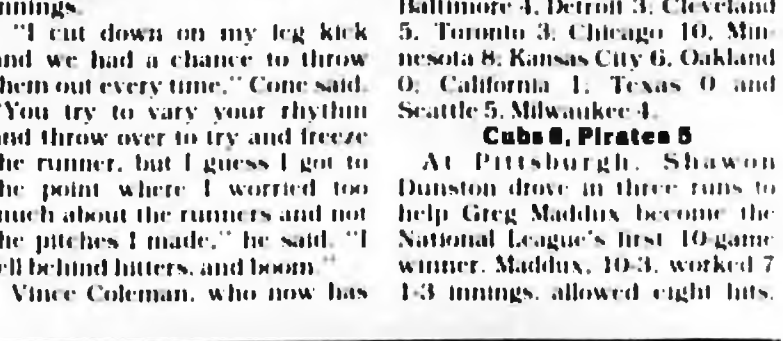 nnings.
"I cut down on my leg kick
and we had a chance to throw
them out every time," Cone said.
"You try to vary your rhythm
and throw over to try and freeze
he runner, but I guess I got to
he point where I worried too
much about the runners and not
he pitches I made," he said. "I
ell behind hitters, and boom."
Vince Coleman, who now has
Baltimore 4, Detroit 3; Cleveland
5, Toronto 3; Chicago 10, Min-
nesota 8; Kansas City 6, Oakland
0; California 1, Texas 0 and
Seattle 5, Milwaukee 4.
Cubs, Pirates 5
At Pittsburgh, Shawon
Dunston drove in three runs to
help Greg Maddux become the
National League's first 10-game
winner. Maddux, 10-3, worked 7
1-3 innings, allowed eight hits,